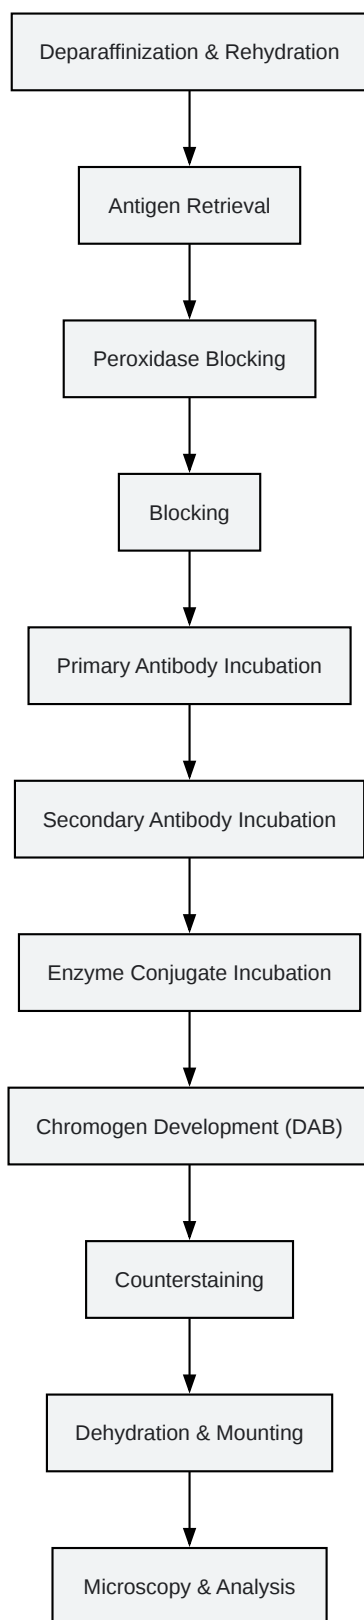 Deparaffinization & Rehydration
Antigen Retrieval
Peroxidase Blocking
Blocking
Primary Antibody Incubation
Secondary Antibody Incubation
Enzyme Conjugate Incubation
Chromogen Development (DAB)
Counterstaining
Dehydration & Mounting
Microscopy & Analysis